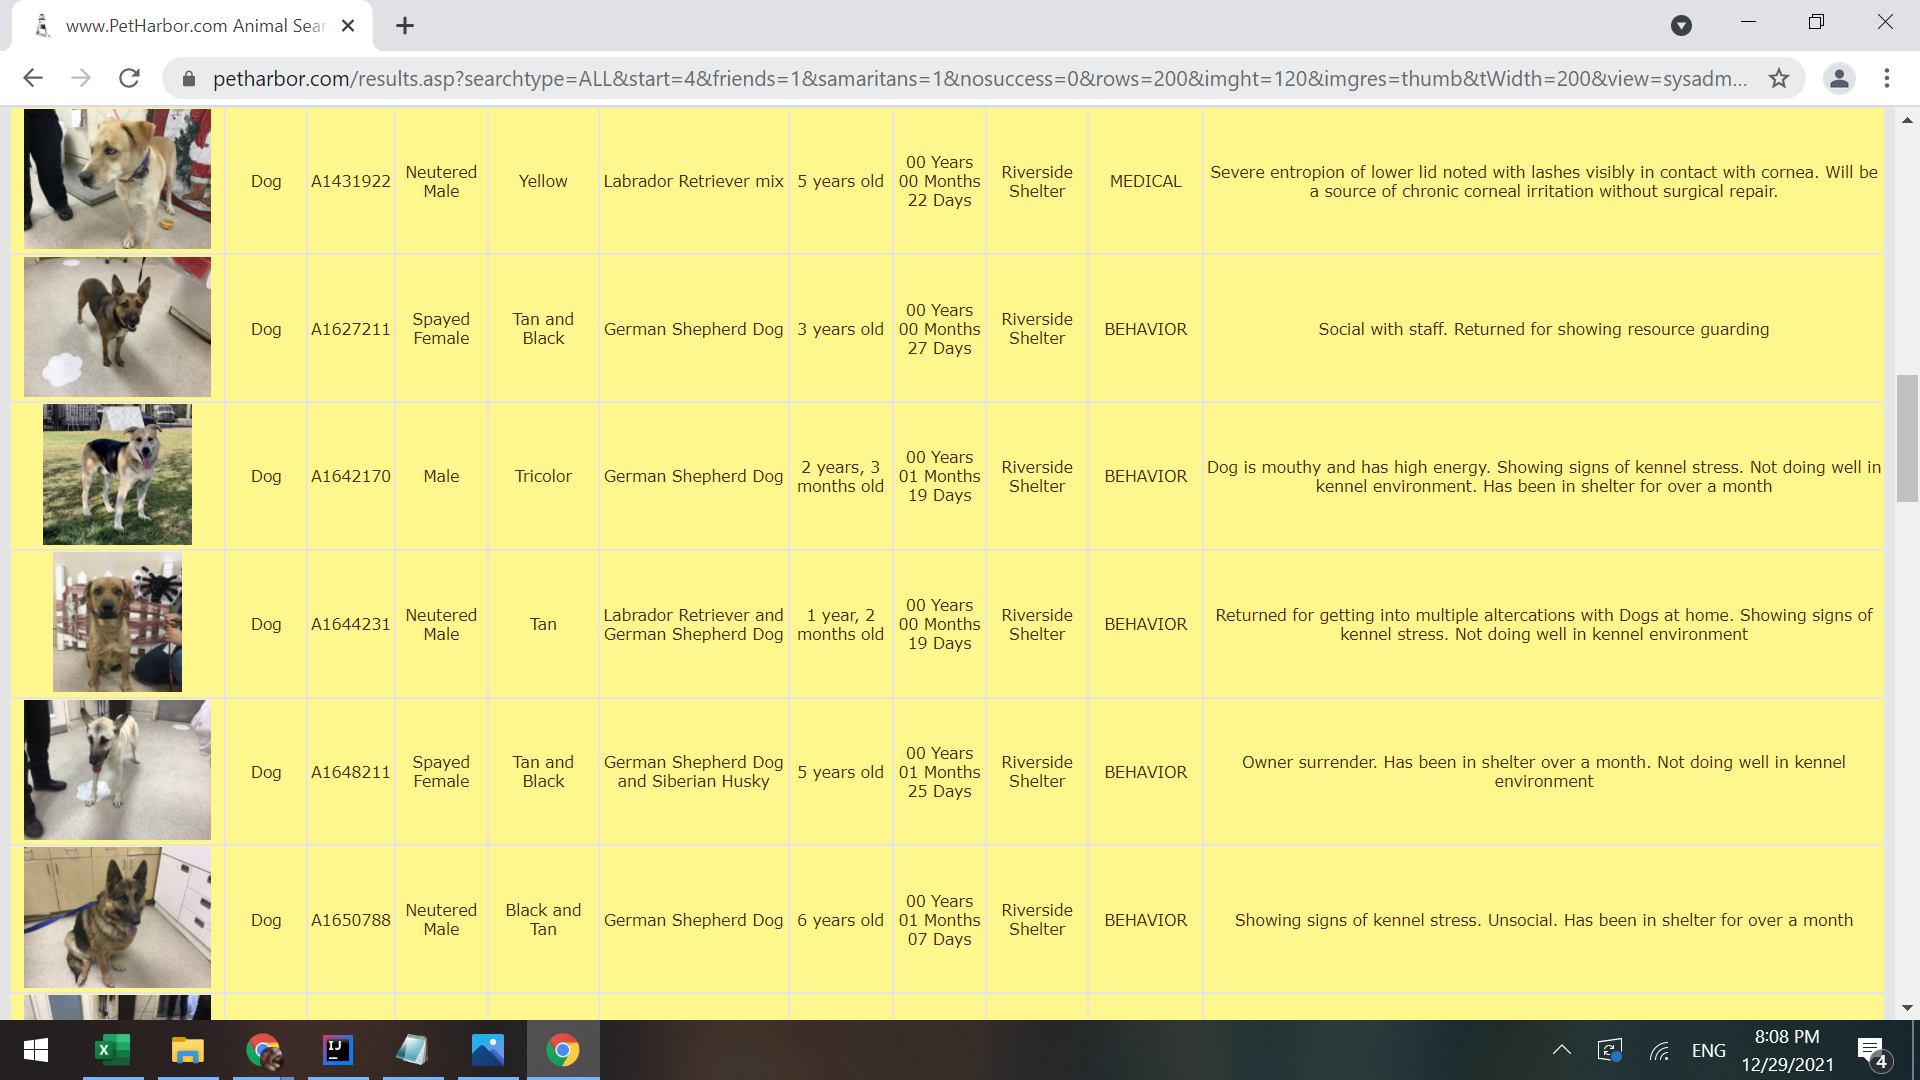 www.PetHarbor.com Animal Sear
petharbor.com/results.asp?searchtype=ALL&start=4&friends=1&samaritans=1&nosuccess=0&rows=200&imght=120&imgres=thumb&tWidth=200&view=sysadm...
Dog
A1431922
Neutered
Male
Yellow
Labrador Retriever mix
5 years old
00 Years
00 Months
22 Days
Riverside
Shelter
MEDICAL
Severe entropion of lower lid noted with lashes visibly in contact with cornea. Will be
a source of chronic corneal irritation without surgical repair.
Dog
A1627211
Spayed
Female
Tan and
Black
German Shepherd Dog
3 years old
00 Years
00 Months
27 Days
Riverside
Shelter
BEHAVIOR
Social with staff. Returned for showing resource guarding
Dog
A1642170
Male
Tricolor
German Shepherd Dog
2 years, 3
months old
00 Years
01 Months
19 Days
Riverside
Shelter
BEHAVIOR
Dog is mouthy and has high energy. Showing signs of kennel stress. Not doing well in
kennel environment. Has been in shelter for over a month
Dog
A1644231
Neutered
Male
Tan
Labrador Retriever and
German Shepherd Dog
1 year, 2
months old
00 Years
00 Months
19 Days
Riverside
Shelter
BEHAVIOR
Returned for getting into multiple altercations with Dogs at home. Showing signs of
kennel stress. Not doing well in kennel environment
Dog
A1648211
Spayed
Female
Tan and
Black
German Shepherd Dog
and Siberian Husky
5 years old
00 Years
01 Months
25 Days
Riverside
Shelter
BEHAVIOR
Owner surrender. Has been in shelter over a month. Not doing well in kennel
environment
Dog
A1650788
Neutered
Male
Black and
Tan
German Shepherd Dog
6 years old
00 Years
01 Months
07 Days
Riverside
Shelter
BEHAVIOR
Showing signs of kennel stress. Unsocial. Has been in shelter for over a month
X
IJ
ENG
8:08 PM
12/29/2021
4